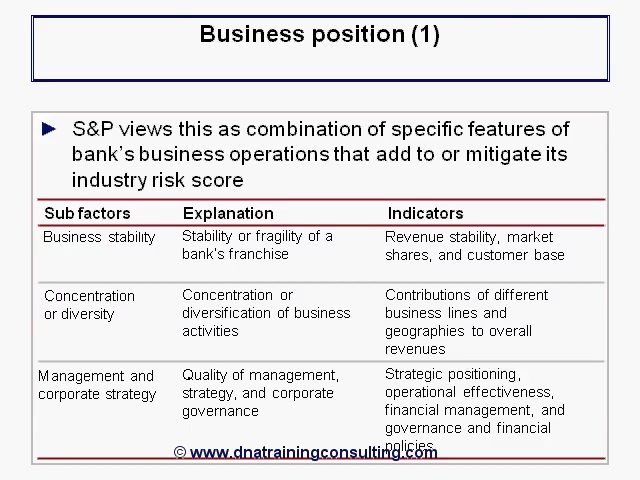 Business position (1)
► S&P views this as combination of specific features of
bank's business operations that add to or mitigate its
industry risk score
Sub factors Explanation Indicators
Business stability Stability or fragility of a Revenue stability, market
bank's franchise shares, and customer base
Concentration Concentration or Contributions of different
or diversity diversification of business business lines and
activities geographies to overall
revenues
Management and Quality of management, Strategic positioning,
corporate strategy strategy, and corporate operational effectiveness,
governance financial management, and
governance and financial
policies
© www.dnatrainingconsulting.com